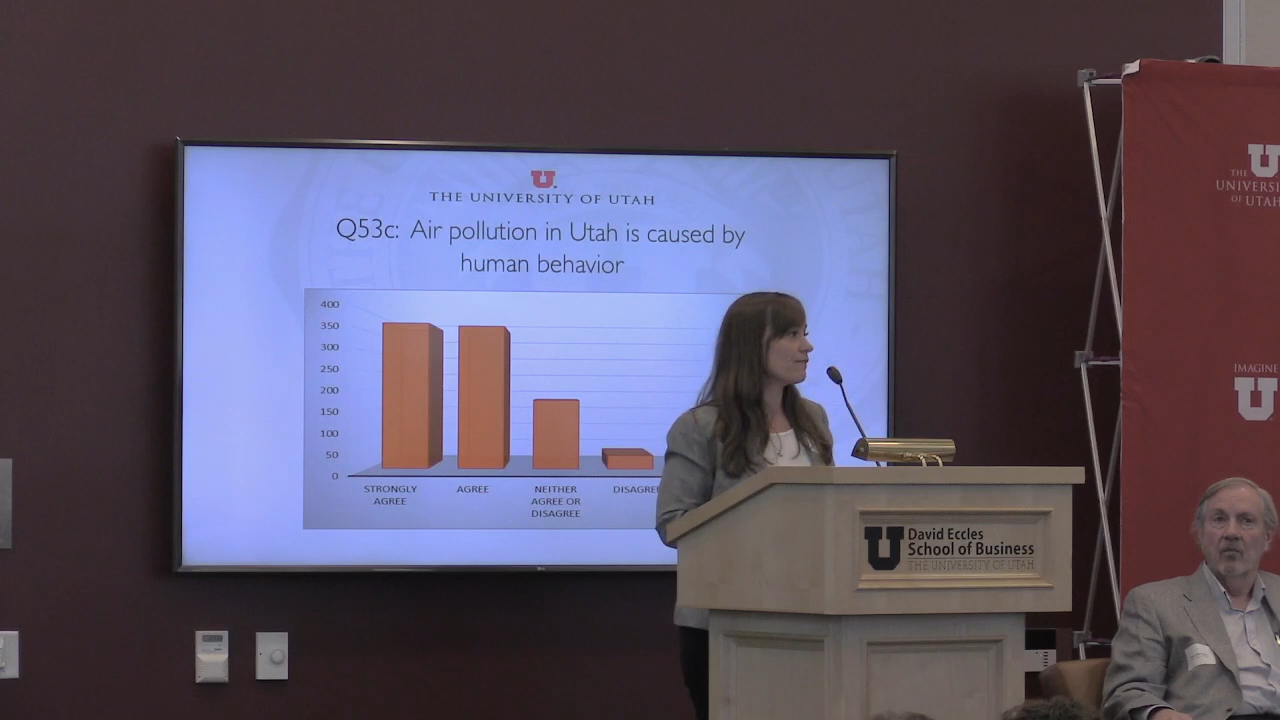 U
THE UNIVERSITY OF UTAH
Q53c: Air pollution in Utah is caused by
human behavior
400
350
300
250
200
150
100
50
0
STRONGLY
AGREE
AGREE
NEITHER
AGREE OR
DISAGREE
DISAGREE
U
David Eccles
School of Business
THE UNIVERSITY OF UTAH
THE
U
UNIVERSI
OF UTAH
IMAGINE
U